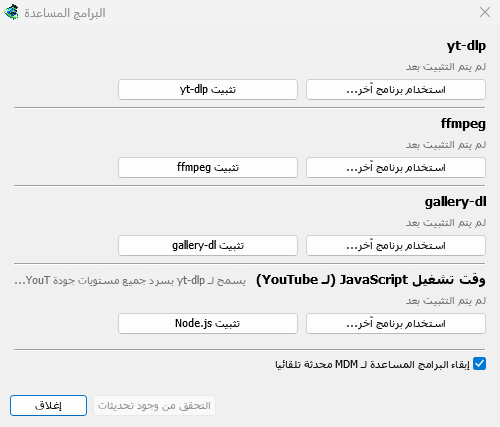 البرامج المساعدة
yt-dlp
لم يتم التثبيت بعد
استخدام برنامج آخر...
تثبيت yt-dlp
ffmpeg
لم يتم التثبيت بعد
استخدام برنامج آخر...
تثبيت ffmpeg
gallery-dl
لم يتم التثبيت بعد
استخدام برنامج آخر...
تثبيت gallery-dl
وقت تشغيل JavaScript (لـ YouTube) يسمح لـ yt-dlp بسرد جميع مستويات جودة YouT...
لم يتم التثبيت بعد
استخدام برنامج آخر...
تثبيت Node.js
إبقاء البرامج المساعدة لـ MDM محدثة تلقائيا
التحقق من وجود تحديثات
إغلاق